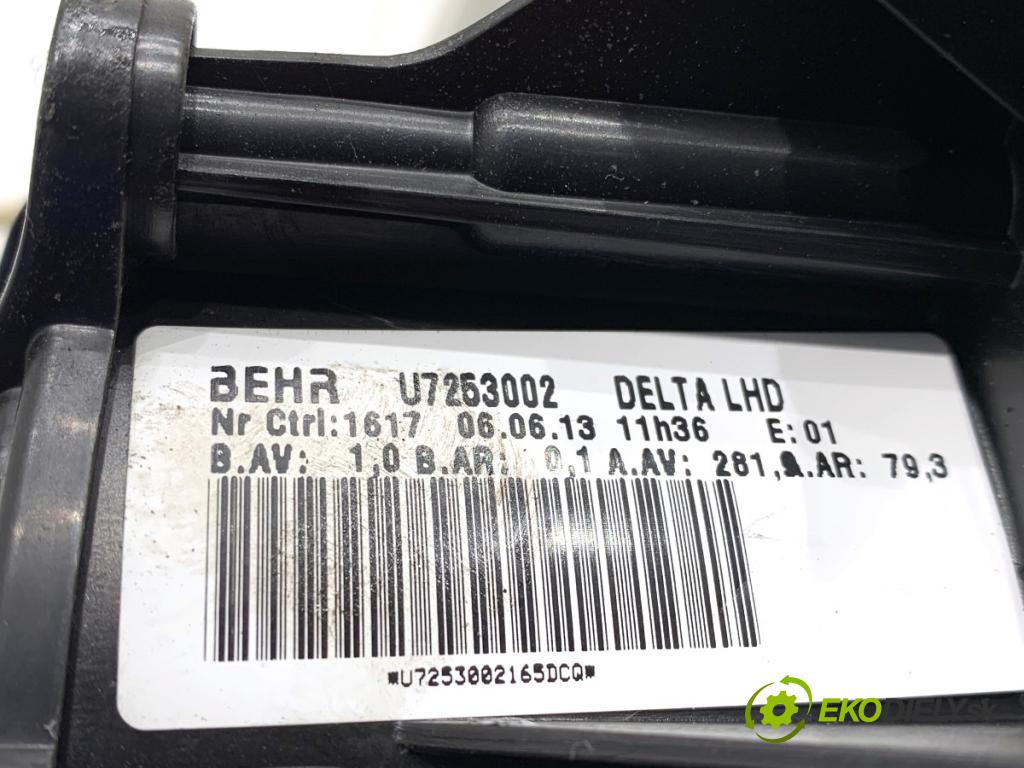 BEHR U7253002 DELTA LHD
Nr Ctrl:1617 06.06.13 11h36 E:01
B.AV: 1,0 B.AR: 0,1 A.AV: 281, .AR: 79,3
*U7253002165DCQ*
EKODIELY.sk